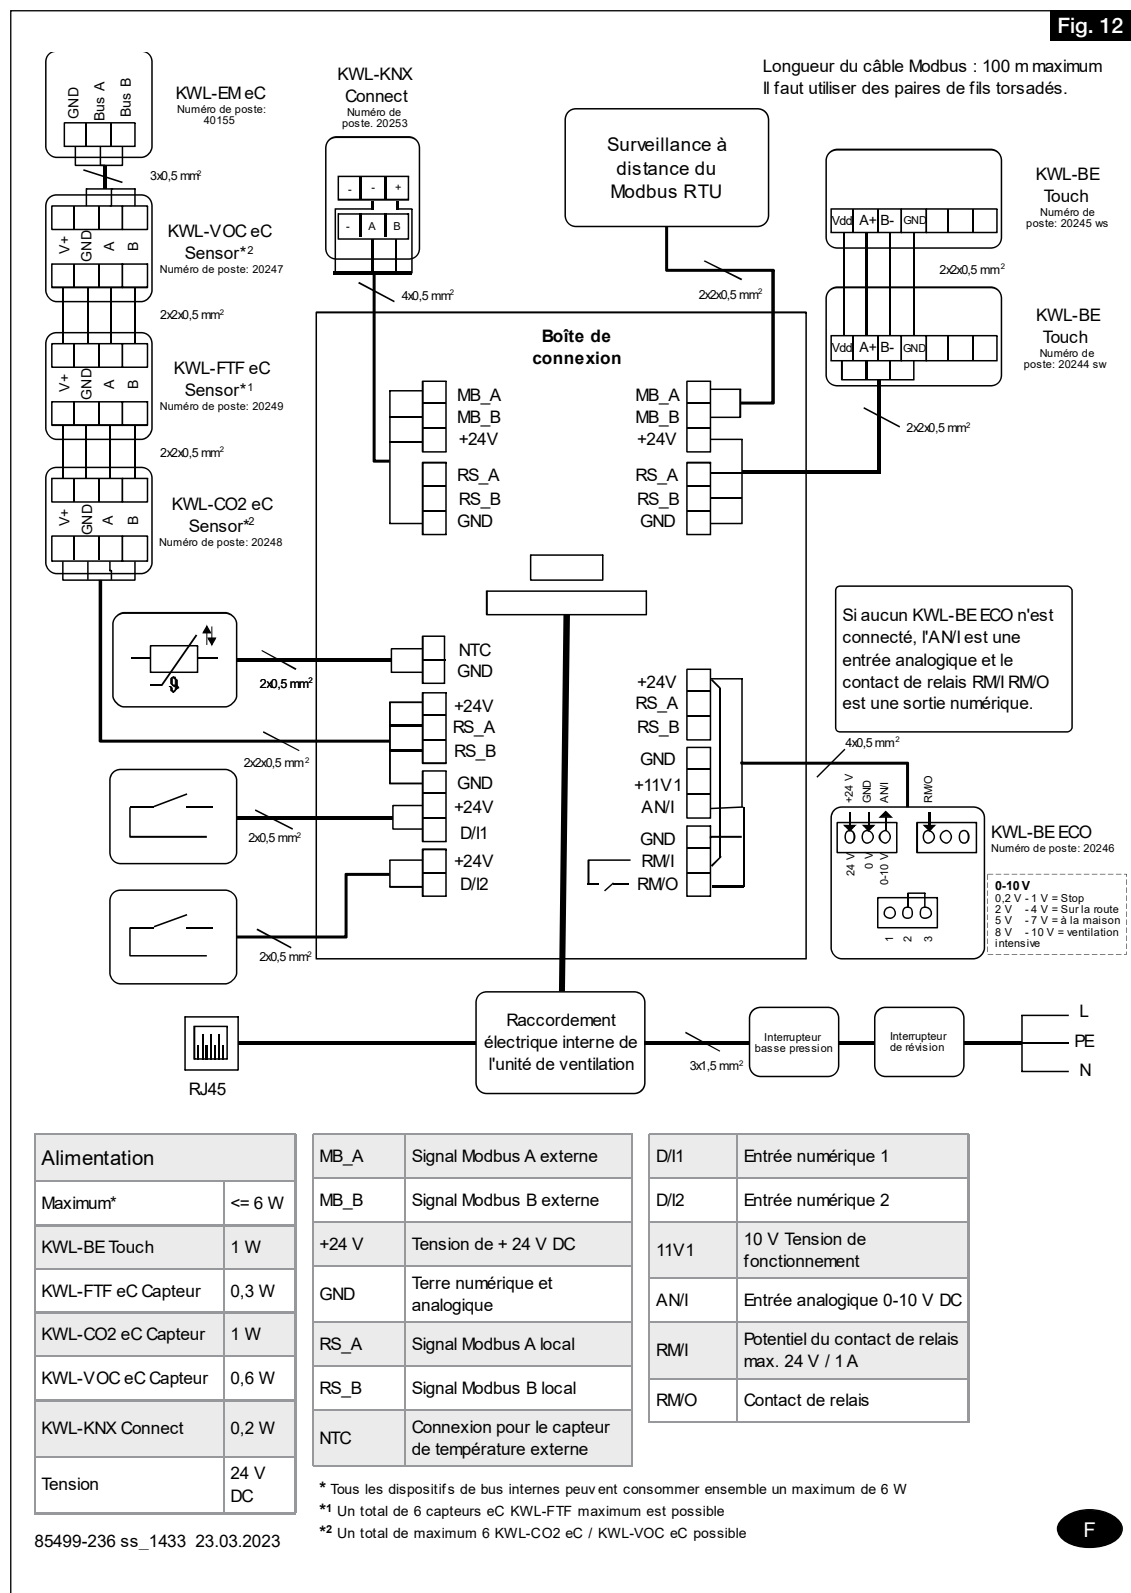 Fig. 12
Longueur du câble Modbus : 100 m maximum
Il faut utiliser des paires de fils torsadés.
GND
Bus A
Bus B
KWL-EM eC
Numéro de poste:
40155
3x0,5 mm²
V+
GND
A
B
KWL-VOC eC
Sensor*2
Numéro de poste: 20247
2x2x0,5 mm²
V+
GND
A
B
KWL-FTF eC
Sensor*1
Numéro de poste: 20249
2x2x0,5 mm²
V+
GND
A
B
KWL-CO2 eC
Sensor*2
Numéro de poste: 20248
KWL-KNX
Connect
Numéro de
poste. 20253
- - +
- A B
4x0,5 mm²
Surveillance à
distance du
Modbus RTU
2x2x0,5 mm²
Vdd A+ B- GND
KWL-BE
Touch
Numéro de
poste: 20245 ws
2x2x0,5 mm²
Vdd A+ B- GND
KWL-BE
Touch
Numéro de
poste: 20244 sw
2x2x0,5 mm²
Boîte de
connexion
MB_A
MB_B
+24V
RS_A
RS_B
GND
MB_A
MB_B
+24V
RS_A
RS_B
GND
ϑ
2x0,5 mm²
NTC
GND
2x2x0,5 mm²
+24V
RS_A
RS_B
GND
+24V
D/I1
2x0,5 mm²
+24V
D/I2
2x0,5 mm²
+24V
RS_A
RS_B
GND
+11V1
AN/I
GND
RM/I
RM/O
Si aucun KWL-BE ECO n'est
connecté, l'AN/I est une
entrée analogique et le
contact de relais RM/I RM/O
est une sortie numérique.
4x0,5 mm²
+24 V
GND
AN/I
RM/O
24 V
0 V
0-10 V
1 2 3
KWL-BE ECO
Numéro de poste: 20246
0-10 V
0,2 V - 1 V = Stop
2 V - 4 V = Sur la route
5 V - 7 V = à la maison
8 V - 10 V = ventilation
intensive
RJ45
Raccordement
électrique interne de
l'unité de ventilation
3x1,5 mm²
Interrupteur
basse pression
Interrupteur
de révision
L
PE
N
Alimentation
Maximum* <= 6 W
KWL-BE Touch 1 W
KWL-FTF eC Capteur 0,3 W
KWL-CO2 eC Capteur 1 W
KWL-VOC eC Capteur 0,6 W
KWL-KNX Connect 0,2 W
Tension 24 V
DC
MB_A Signal Modbus A externe
MB_B Signal Modbus B externe
+24 V Tension de + 24 V DC
GND Terre numérique et
analogique
RS_A Signal Modbus A local
RS_B Signal Modbus B local
NTC Connexion pour le capteur
de température externe
D/I1 Entrée numérique 1
D/I2 Entrée numérique 2
11V1 10 V Tension de
fonctionnement
AN/I Entrée analogique 0-10 V DC
RM/I Potentiel du contact de relais
max. 24 V / 1 A
RM/O Contact de relais
* Tous les dispositifs de bus internes peuvent consommer ensemble un maximum de 6 W
*1 Un total de 6 capteurs eC KWL-FTF maximum est possible
*2 Un total de maximum 6 KWL-CO2 eC / KWL-VOC eC possible
85499-236 ss_1433 23.03.2023
F